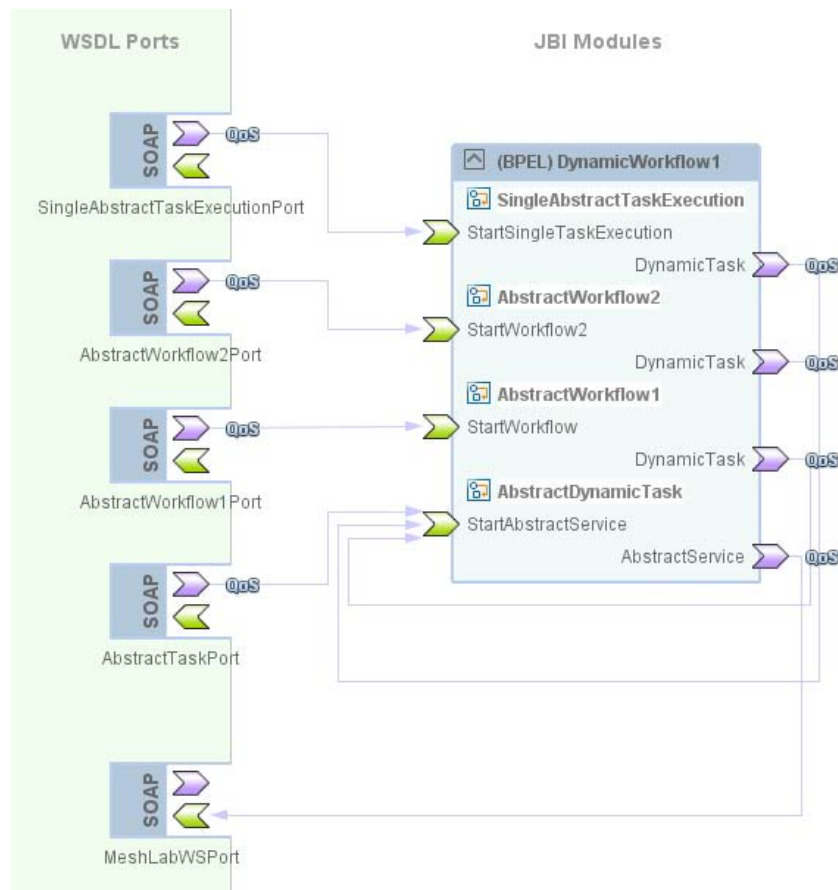 WSDL Ports
JBI Modules
SOAP
QoS
SingleAbstractTaskExecutionPort
SOAP
QoS
AbstractWorkflow2Port
SOAP
QoS
AbstractWorkflow1Port
SOAP
QoS
AbstractTaskPort
SOAP
MeshLabWSPort
(BPEL) DynamicWorkflow1
SingleAbstractTaskExecution
StartSingleTaskExecution
DynamicTask
QoS
AbstractWorkflow2
StartWorkflow2
DynamicTask
QoS
AbstractWorkflow1
StartWorkflow
DynamicTask
QoS
AbstractDynamicTask
StartAbstractService
AbstractService
QoS